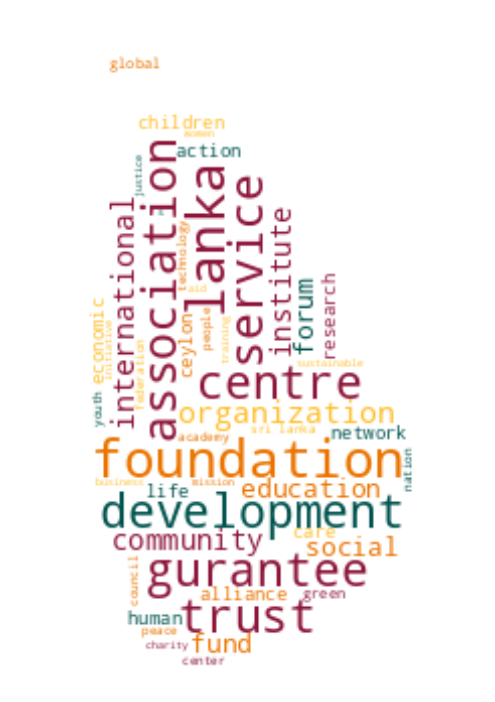 global
children
women
action
justice
association
lanka
service
international
institute
technology
aid
forum
research
people
ceylon
training
economic
initiative
federation
sustainable
centre
youth
organization
sri lanka
network
academy
foundation
nation
business
mission
life
education
development
care
community
social
council
gurantee
alliance
green
human
trust
peace
fund
charity
center